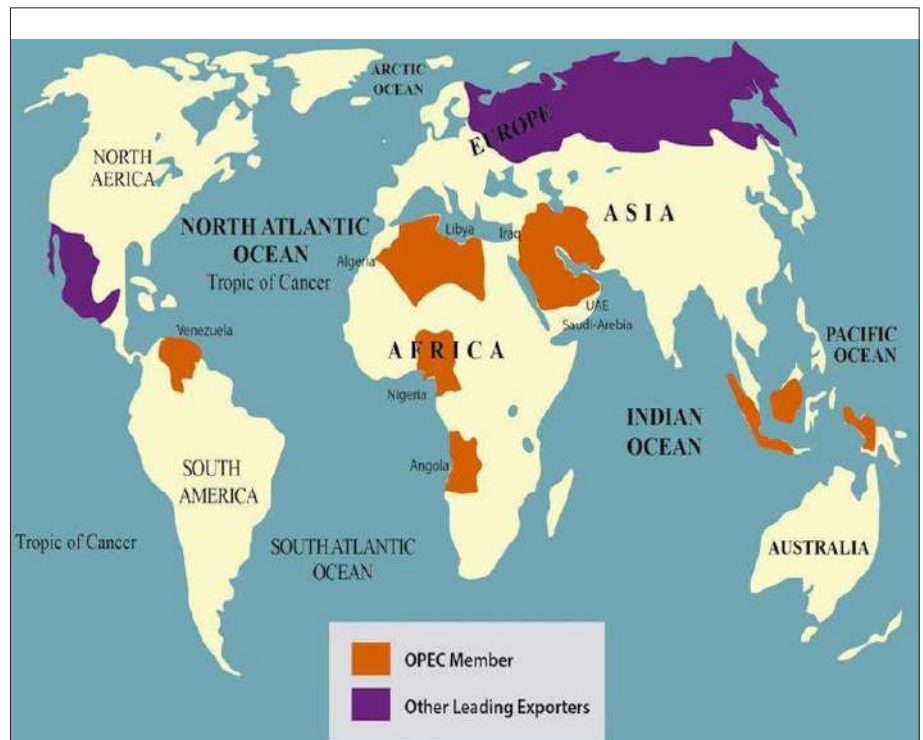 ARCTIC
OCEAN
EUROPE
NORTH
AERICA
ASIA
NORTH ATLANTIC
OCEAN
Tropic of Cancer
Libya
Iraq
Algeria
UAE
Saudi-Arebia
Venezuela
PACIFIC
OCEAN
AFRICA
Nigeria
INDIAN
OCEAN
Angola
SOUTH
AMERICA
Tropic of Cancer
SOUTH ATLANTIC
OCEAN
AUSTRALIA
OPEC Member
Other Leading Exporters